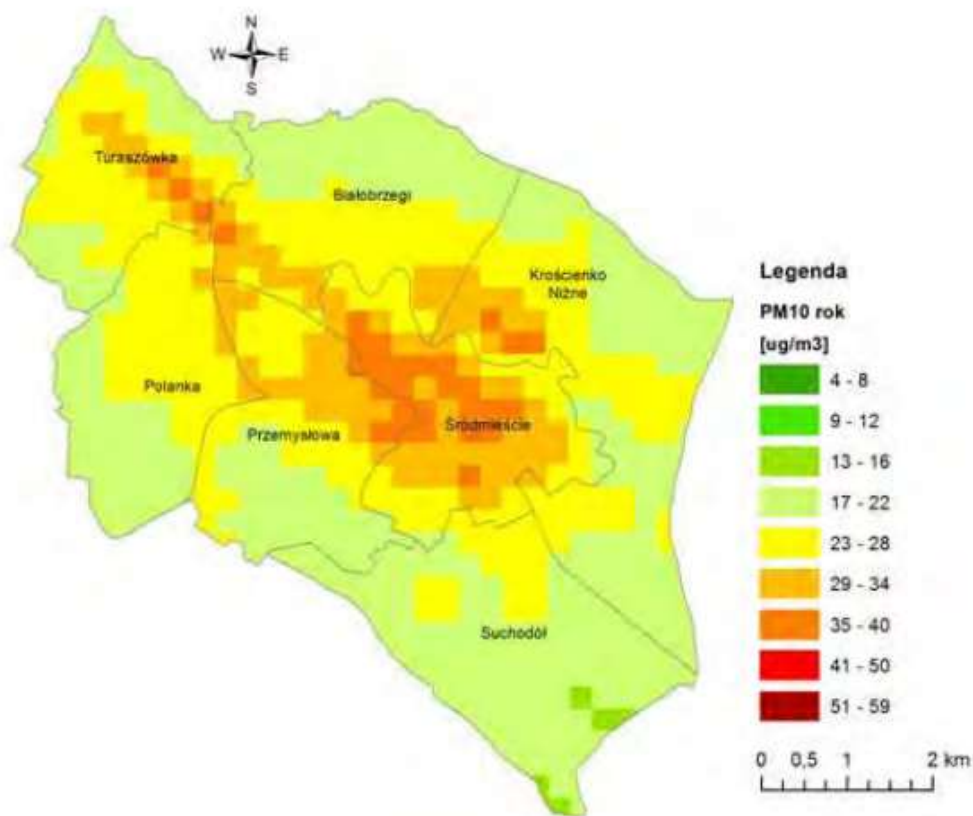 N
W E
S
Turaszówka
Białobrzegi
Krościenko
Niżne
Polanka
Przemysłowa
Śródmieście
Suchodół
Legenda
PM10 rok
[ug/m3]
4 - 8
9 - 12
13 - 16
17 - 22
23 - 28
29 - 34
35 - 40
41 - 50
51 - 59
0 0,5 1 2 km